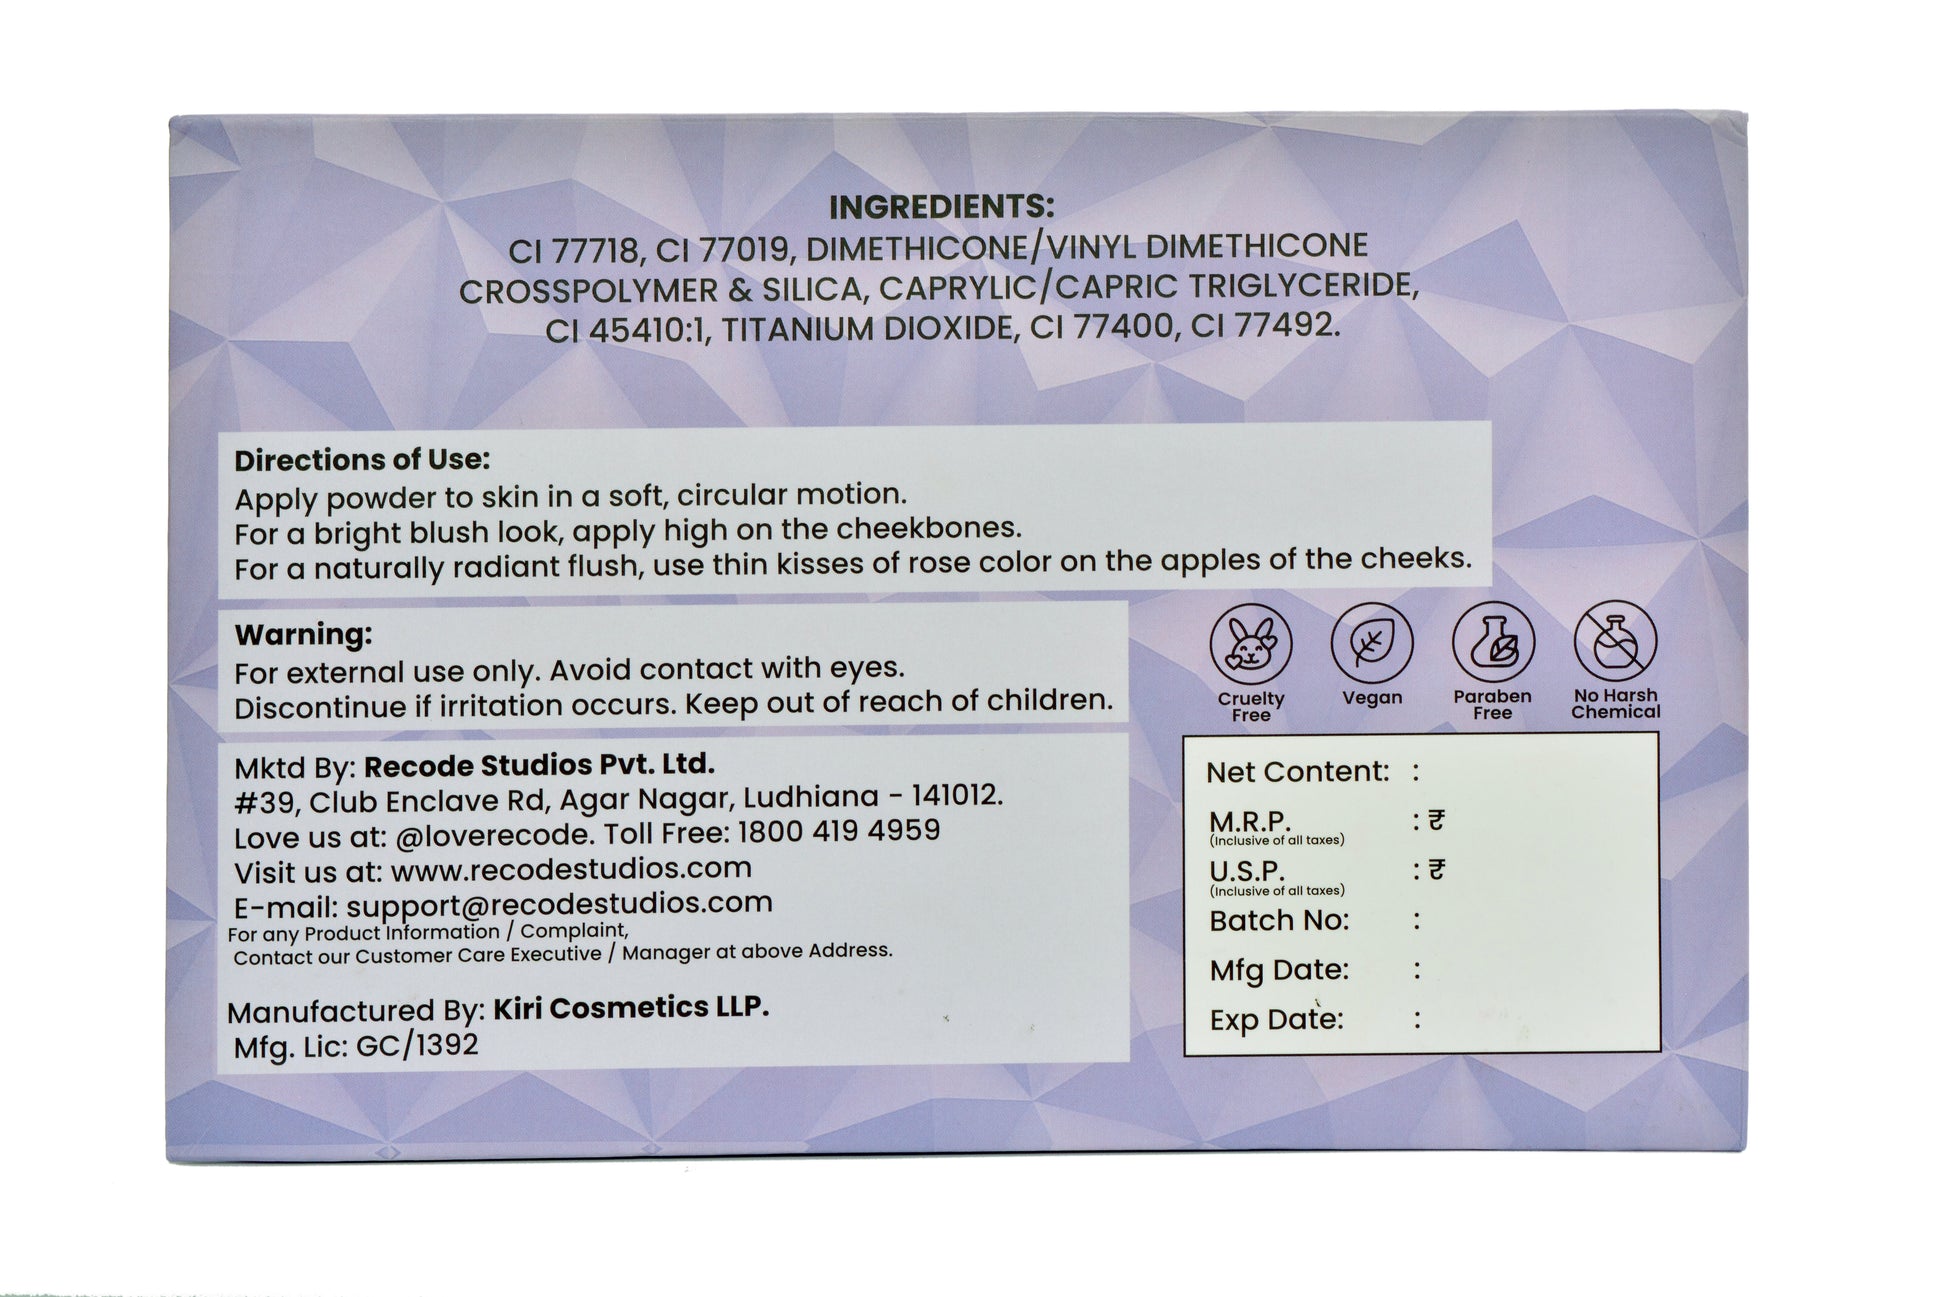 INGREDIENTS:
CI 77718, CI 77019, DIMETHICONE/VINYL DIMETHICONE
CROSSPOLYMER & SILICA, CAPRYLIC/CAPRIC TRIGLYCERIDE,
CI 45410:1, TITANIUM DIOXIDE, CI 77400, CI 77492.
Directions of Use:
Apply powder to skin in a soft, circular motion.
For a bright blush look, apply high on the cheekbones.
For a naturally radiant flush, use thin kisses of rose color on the apples of the cheeks.
Warning:
For external use only. Avoid contact with eyes.
Discontinue if irritation occurs. Keep out of reach of children.
Cruelty
Free
Vegan
Paraben
Free
No Harsh
Chemical
Mktd By: Recode Studios Pvt. Ltd.
#39, Club Enclave Rd, Agar Nagar, Ludhiana - 141012.
Love us at: @loverecode. Toll Free: 1800 419 4959
Visit us at: www.recodestudios.com
E-mail: support@recodestudios.com
For any Product Information / Complaint,
Contact our Customer Care Executive / Manager at above Address.
Manufactured By: Kiri Cosmetics LLP.
Mfg. Lic: GC/1392
Net Content: :
M.R.P. : ₹
(Inclusive of all taxes)
U.S.P. : ₹
(Inclusive of all taxes)
Batch No: :
Mfg Date: :
Exp Date: :